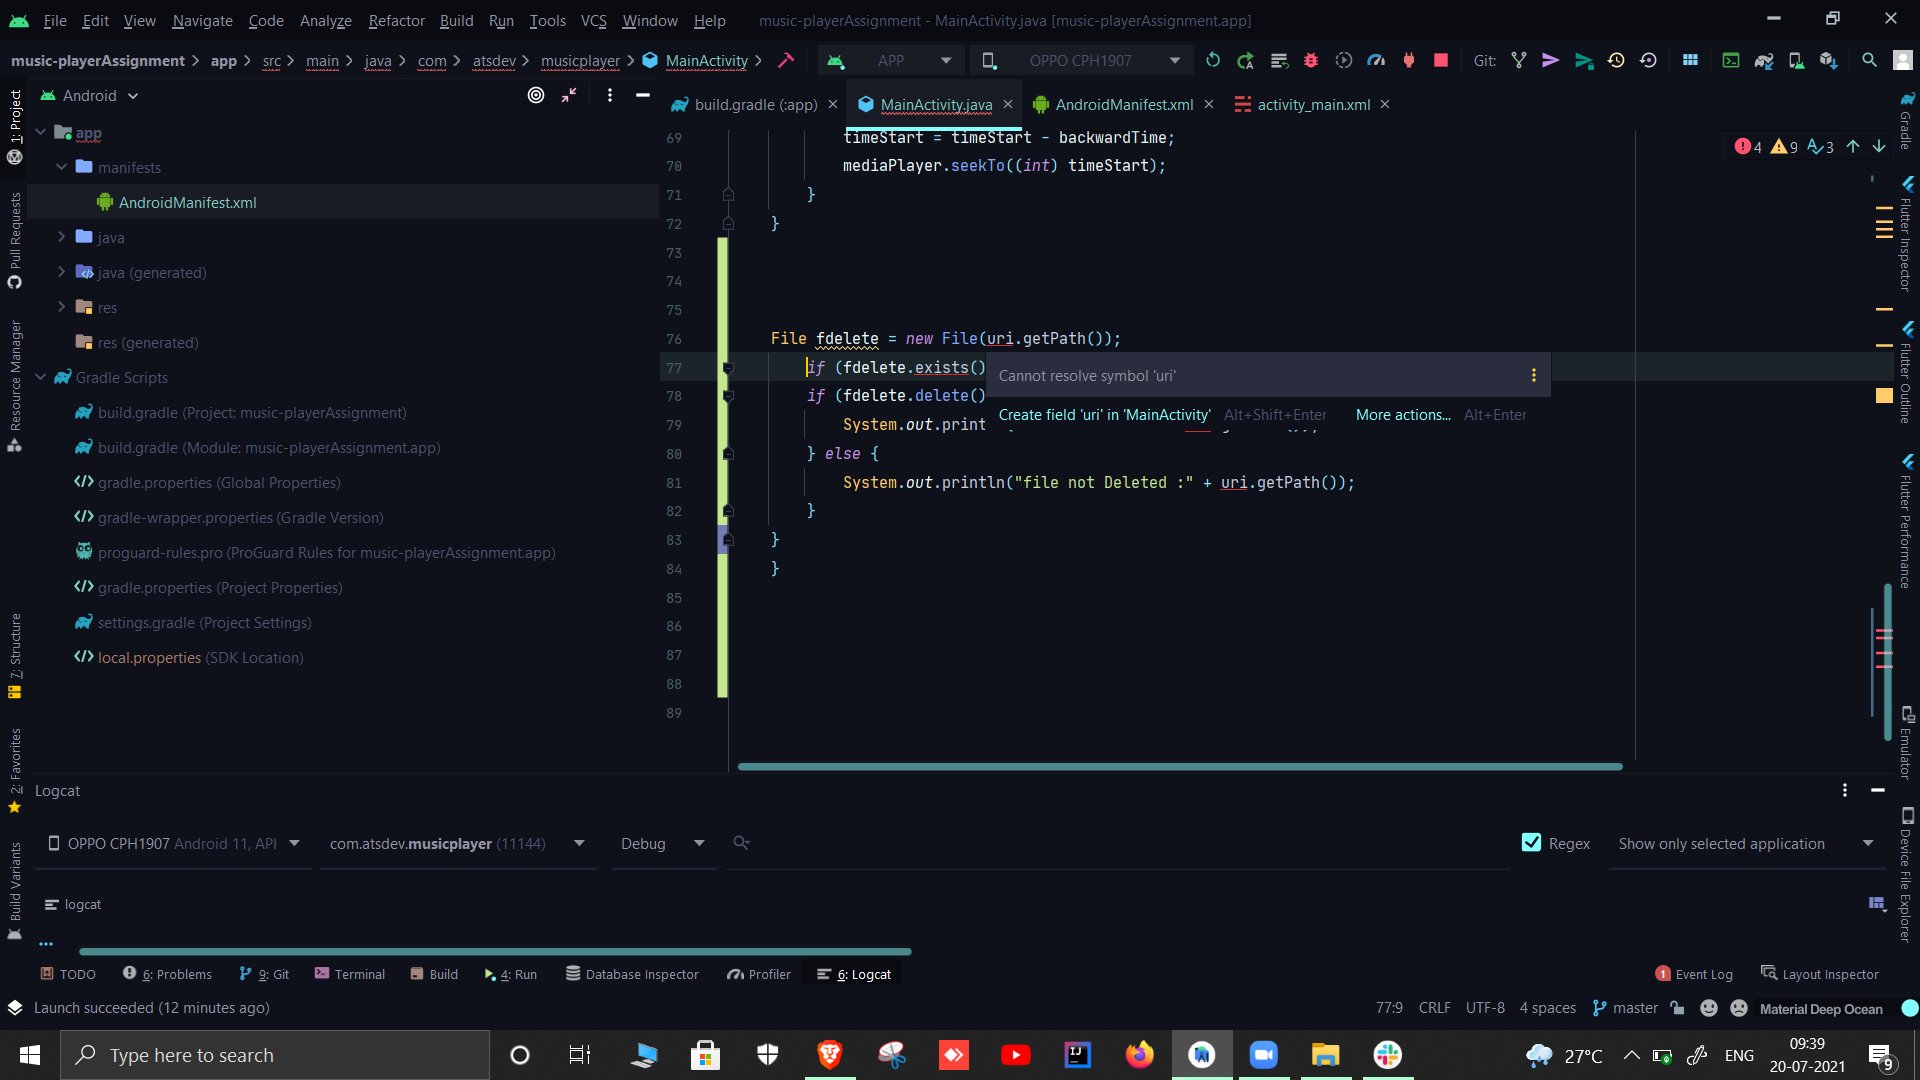 File Edit View Navigate Code Analyze Refactor Build Run Tools VCS Window Help music-playerAssignment - MainActivity.java [music-playerAssignment.app]
music-playerAssignment app src main java com atsdev musicplayer MainActivity APP OPPO CPH1907 Git:
Android
build.gradle (:app) MainActivity.java AndroidManifest.xml activity_main.xml
app
manifests
AndroidManifest.xml
java
java (generated)
res
res (generated)
Gradle Scripts
build.gradle (Project: music-playerAssignment)
build.gradle (Module: music-playerAssignment.app)
gradle.properties (Global Properties)
gradle-wrapper.properties (Gradle Version)
proguard-rules.pro (ProGuard Rules for music-playerAssignment.app)
gradle.properties (Project Properties)
settings.gradle (Project Settings)
local.properties (SDK Location)
1: Project
Pull Requests
Resource Manager
7: Structure
2: Favorites
Build Variants
69 timeStart = timeStart - backwardTime;
70 mediaPlayer.seekTo((int) timeStart);
71 }
72 }
73
74
75
76 File fdelete = new File(uri.getPath());
77 if (fdelete.exists()
78 if (fdelete.delete()
79 System.out.print
80 } else {
81 System.out.println("file not Deleted :" + uri.getPath());
82 }
83 }
84 }
85
86
87
88
89
4 9 3
Cannot resolve symbol 'uri'
Create field 'uri' in 'MainActivity' Alt+Shift+Enter More actions... Alt+Enter
Gradle
Flutter Inspector
Flutter Outline
Flutter Performance
Emulator
Device File Explorer
Logcat
OPPO CPH1907 Android 11, API com.atsdev.musicplayer (11144) Debug Regex Show only selected application
logcat
TODO 6: Problems 9: Git Terminal Build 4: Run Database Inspector Profiler 6: Logcat 1 Event Log Layout Inspector
Launch succeeded (12 minutes ago) 77:9 CRLF UTF-8 4 spaces master Material Deep Ocean
Type here to search 27°C ENG 09:39
20-07-2021 9